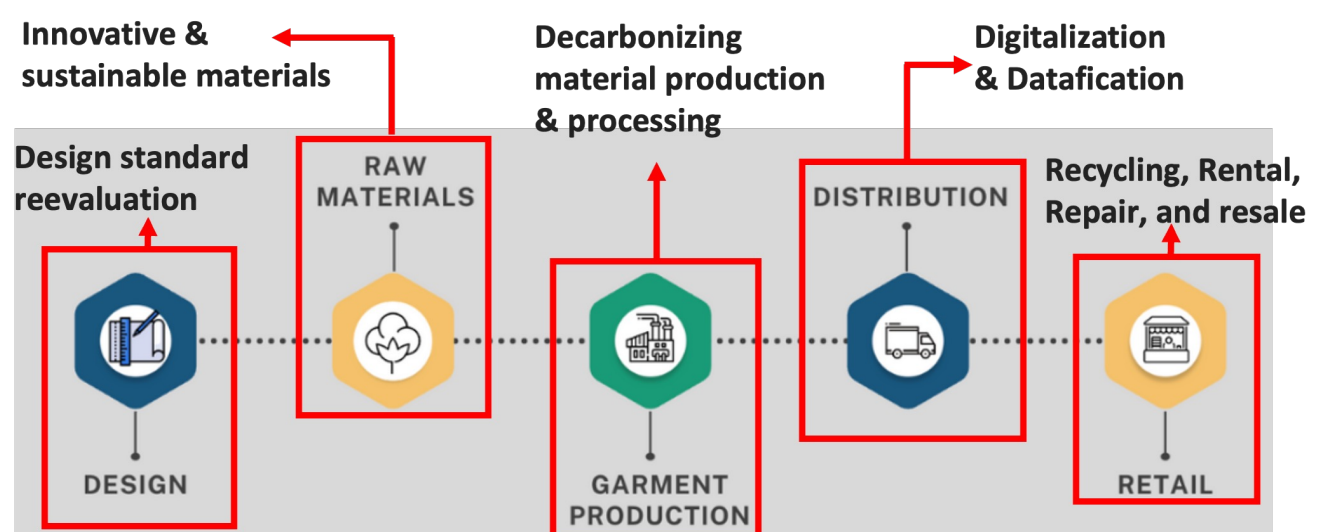 Innovative &
sustainable materials
Decarbonizing
material production
& processing
Digitalization
& Datafication
Design standard
reevaluation
RAW
MATERIALS
DISTRIBUTION
Recycling, Rental,
Repair, and resale
DESIGN
GARMENT
PRODUCTION
RETAIL